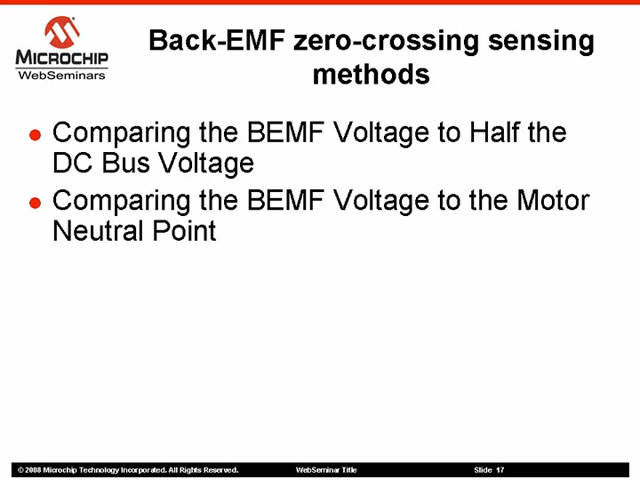 MICROCHIP
WebSeminars
Back-EMF zero-crossing sensing
methods
Comparing the BEMF Voltage to Half the
DC Bus Voltage
Comparing the BEMF Voltage to the Motor
Neutral Point
© 2008 Microchip Technology Incorporated. All Rights Reserved. WebSeminar Title Slide 17